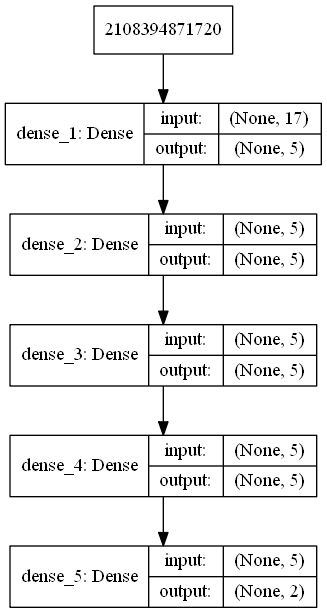 2108394871720
dense_1: Dense
input: (None, 17)
output: (None, 5)
dense_2: Dense
input: (None, 5)
output: (None, 5)
dense_3: Dense
input: (None, 5)
output: (None, 5)
dense_4: Dense
input: (None, 5)
output: (None, 5)
dense_5: Dense
input: (None, 5)
output: (None, 2)